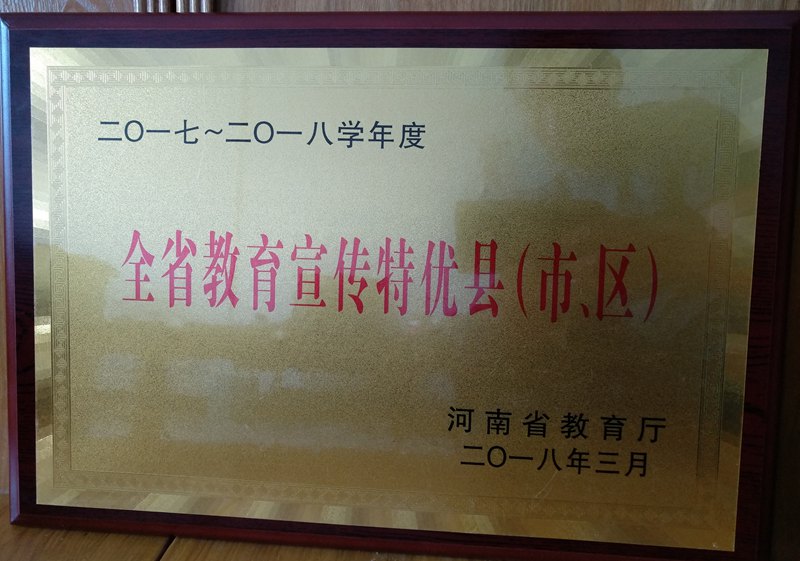 二〇一七～二〇一八学年度
全省教育宣传特优县（市、区）
河南省教育厅
二〇一八年三月